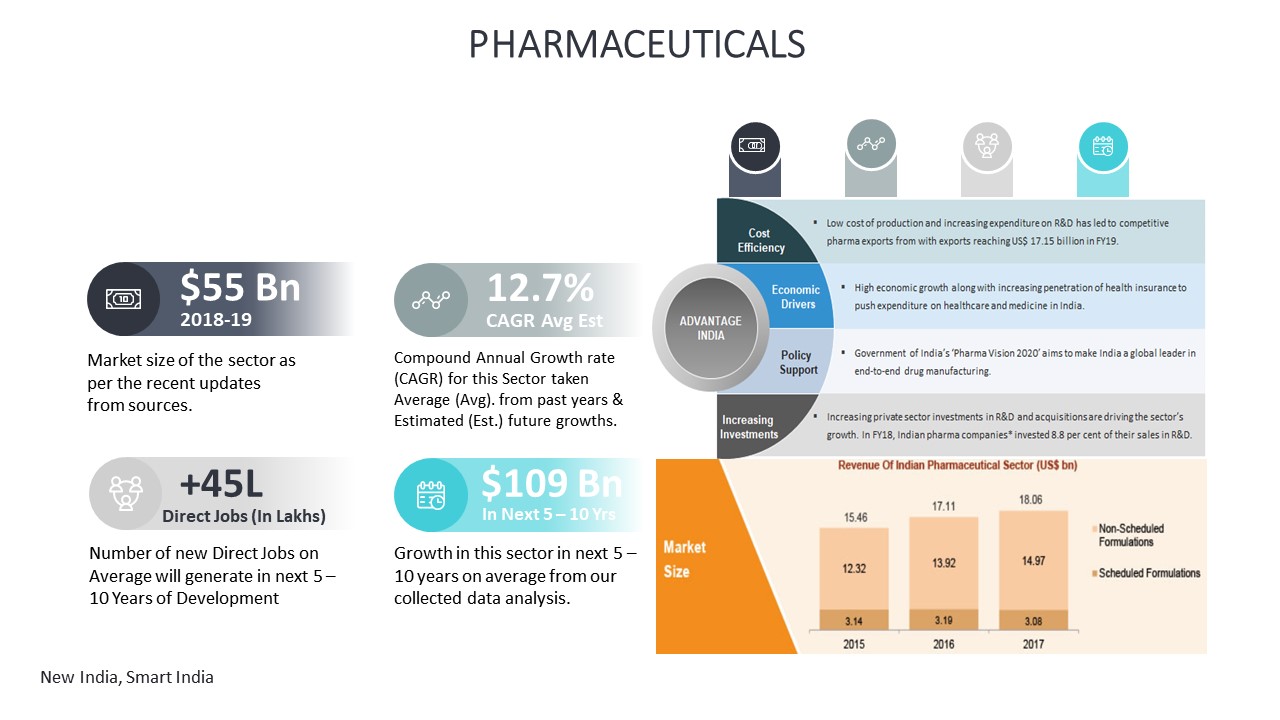 PHARMACEUTICALS
$55 Bn
2018-19
Market size of the sector as
per the recent updates
from sources.
12.7%
CAGR Avg Est
Compound Annual Growth rate
(CAGR) for this Sector taken
Average (Avg). from past years &
Estimated (Est.) future growths.
+45L
Direct Jobs (In Lakhs)
Number of new Direct Jobs on
Average will generate in next 5 –
10 Years of Development
$109 Bn
In Next 5 – 10 Yrs
Growth in this sector in next 5 –
10 years on average from our
collected data analysis.
ADVANTAGE
INDIA
Cost
Efficiency
▪ Low cost of production and increasing expenditure on R&D has led to competitive
pharma exports from with exports reaching US$ 17.15 billion in FY19.
Economic
Drivers
▪ High economic growth along with increasing penetration of health insurance to
push expenditure on healthcare and medicine in India.
Policy
Support
▪ Government of India's 'Pharma Vision 2020' aims to make India a global leader in
end-to-end drug manufacturing.
Increasing
Investments
▪ Increasing private sector investments in R&D and acquisitions are driving the sector's
growth. In FY18, Indian pharma companies* invested 8.8 per cent of their sales in R&D.
Market
Size
Revenue Of Indian Pharmaceutical Sector (US$ bn)
15.46
17.11
18.06
12.32
13.92
14.97
3.14
3.19
3.08
2015
2016
2017
Non-Scheduled
Formulations
Scheduled Formulations
New India, Smart India